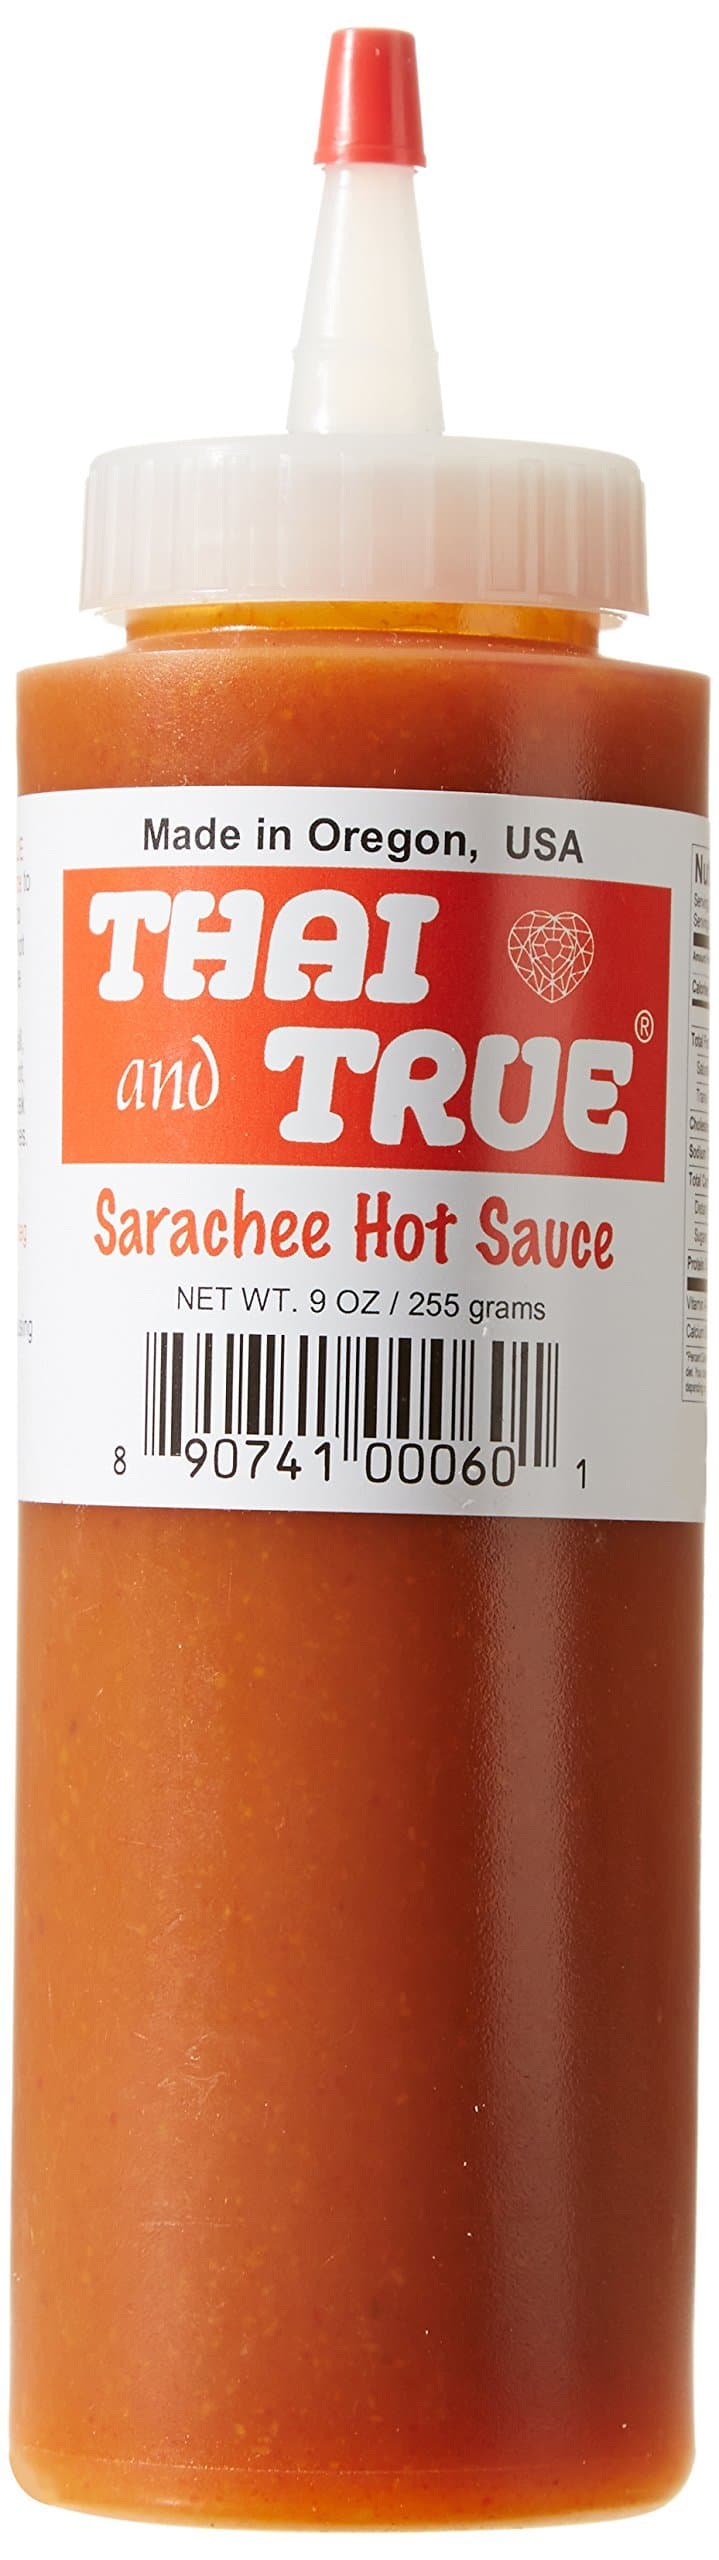 Made in Oregon, USA
THAI
and TRUE®
Sarachee Hot Sauce
NET WT. 9 OZ / 255 grams
8 90741 00060 1